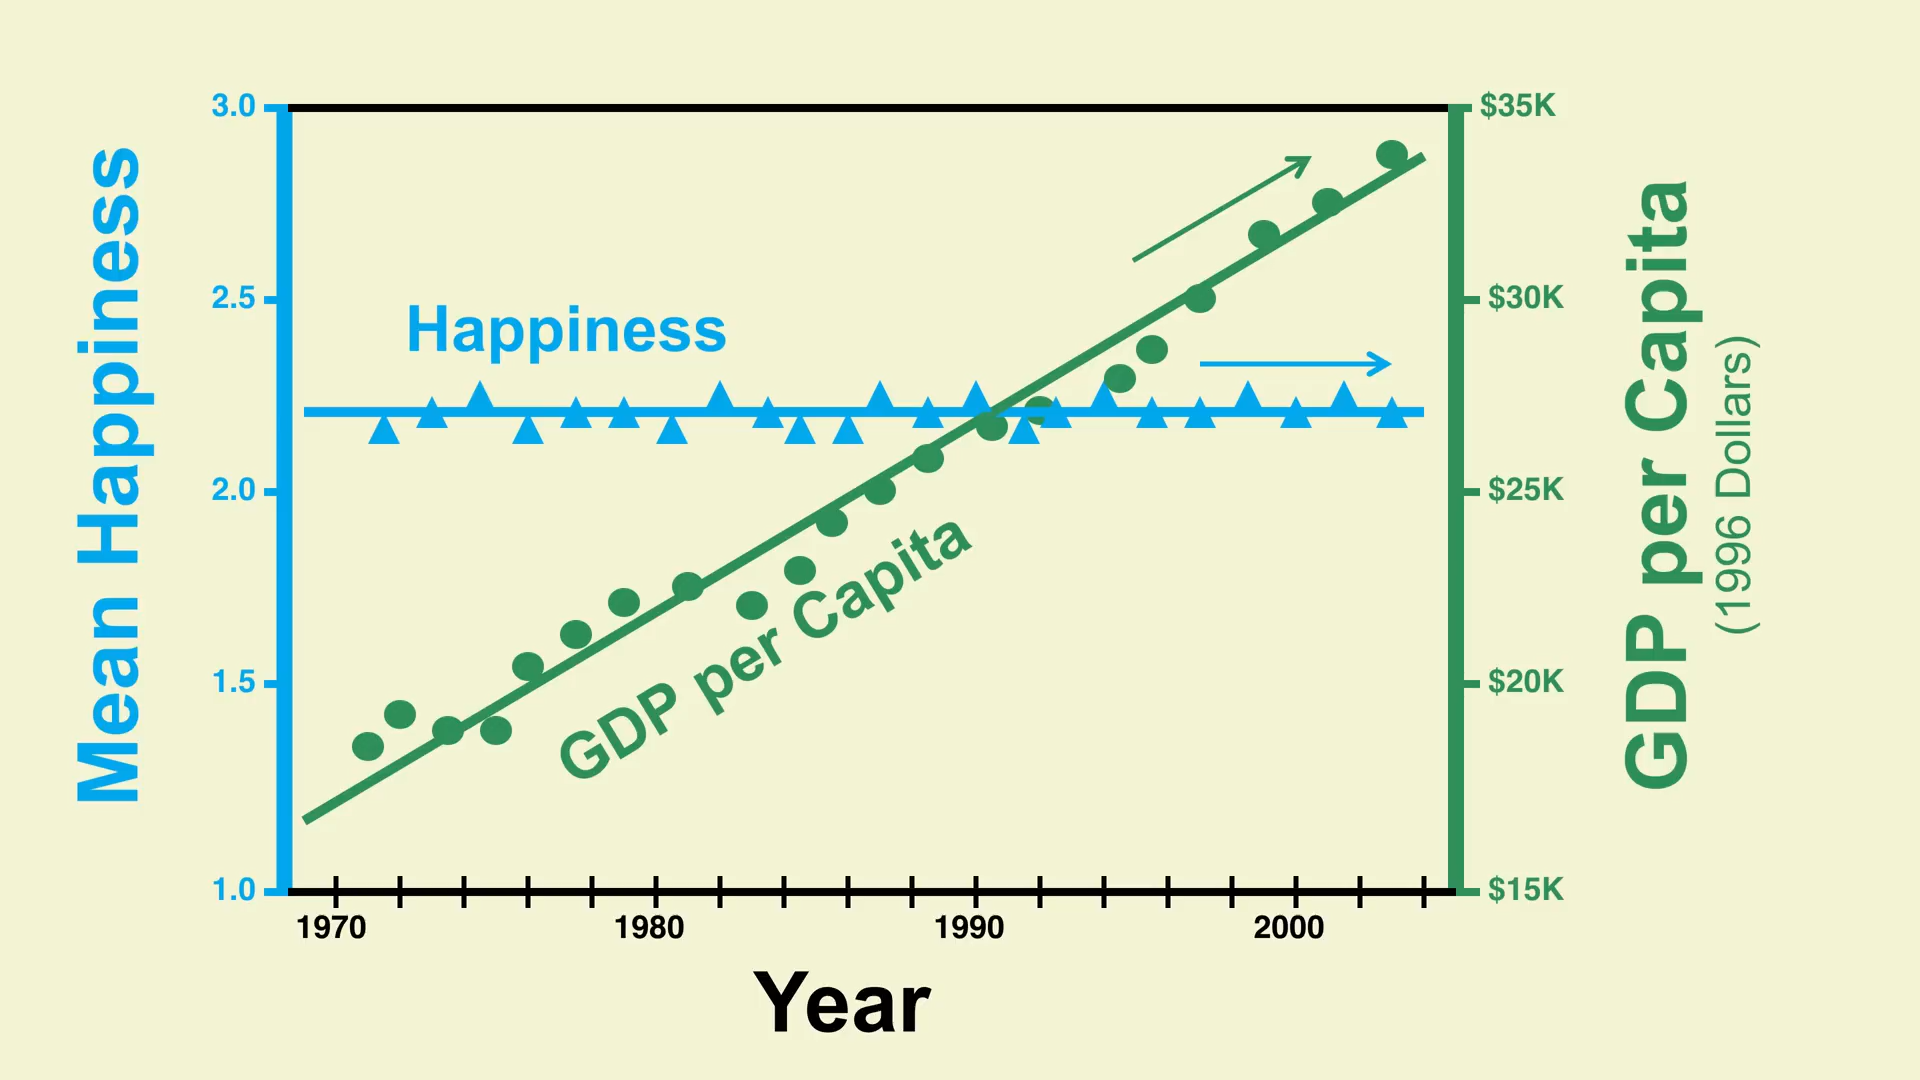 Mean Happiness
3.0
2.5
2.0
1.5
1.0
Happiness
GDP per Capita
$35K
$30K
$25K
$20K
$15K
GDP per Capita
(1996 Dollars)
1970 1980 1990 2000
Year